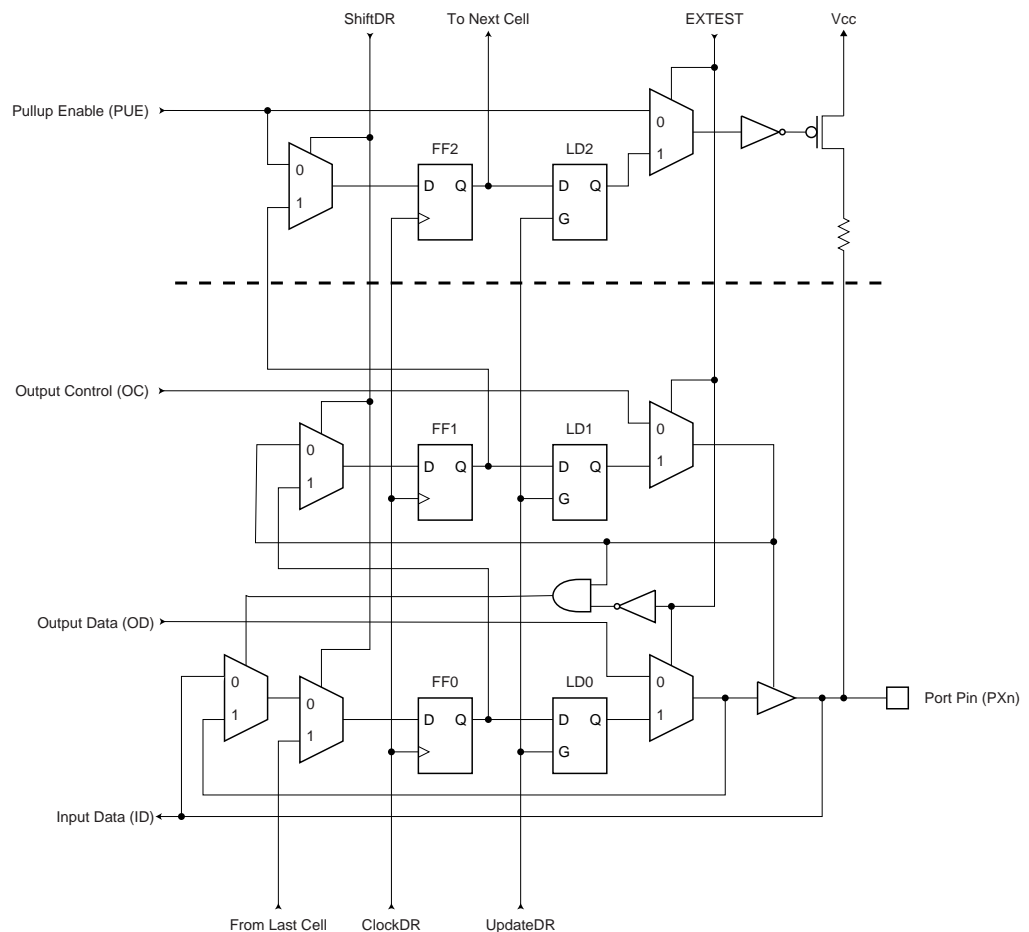 ShiftDR To Next Cell EXTEST Vcc
Pullup Enable (PUE)
0
1
FF2
D Q
LD2
D Q
G
0
1
Output Control (OC)
0
1
FF1
D Q
LD1
D Q
G
0
1
Output Data (OD)
0
1
0
1
FF0
D Q
LD0
D Q
G
0
1
Port Pin (PXn)
Input Data (ID)
From Last Cell ClockDR UpdateDR